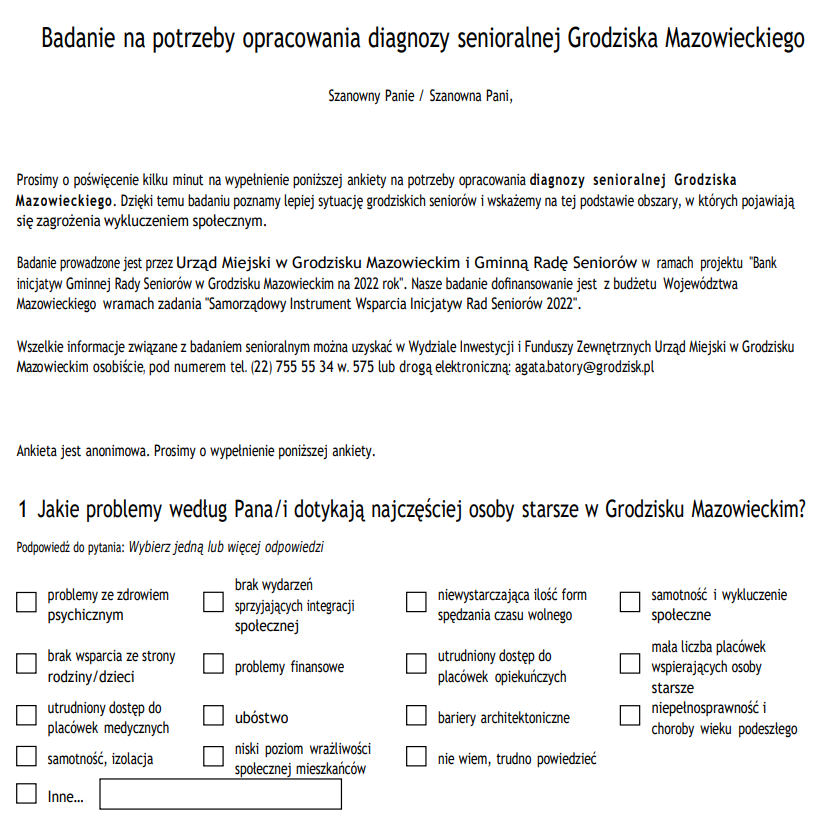 Badanie na potrzeby opracowania diagnozy senioralnej Grodziska Mazowieckiego
Szanowny Panie / Szanowna Pani,
Prosimy o poświęcenie kilku minut na wypełnienie poniższej ankiety na potrzeby opracowania diagnozy senioralnej Grodziska
Mazowieckiego. Dzięki temu badaniu poznamy lepiej sytuację grodziskich seniorów i wskażemy na tej podstawie obszary, w których pojawiają
się zagrożenia wykluczeniem społecznym.
Badanie prowadzone jest przez Urząd Miejski w Grodzisku Mazowieckim i Gminną Radę Seniorów w ramach projektu "Bank
inicjatyw Gminnej Rady Seniorów w Grodzisku Mazowieckim na 2022 rok". Nasze badanie dofinansowanie jest z budżetu Województwa
Mazowieckiego wramach zadania "Samorządowy Instrument Wsparcia Inicjatyw Rad Seniorów 2022".
Wszelkie informacje związane z badaniem senioralnym można uzyskać w Wydziale Inwestycji i Funduszy Zewnętrznych Urząd Miejski w Grodzisku
Mazowieckim osobiście, pod numerem tel. (22) 755 55 34 w. 575 lub drogą elektroniczną: agata.batory@grodzisk.pl
Ankieta jest anonimowa. Prosimy o wypełnienie poniższej ankiety.
1 Jakie problemy według Pana/i dotykają najczęściej osoby starsze w Grodzisku Mazowieckim?
Podpowiedź do pytania: Wybierz jedną lub więcej odpowiedzi
problemy ze zdrowiem
psychicznym
brak wydarzeń
sprzyjających integracji
społecznej
niewystarczająca ilość form
spędzania czasu wolnego
samotność i wykluczenie
społeczne
brak wsparcia ze strony
rodziny/dzieci
problemy finansowe
utrudniony dostęp do
placówek opiekuńczych
mała liczba placówek
wspierających osoby
starsze
utrudniony dostęp do
placówek medycznych
ubóstwo
bariery architektoniczne
niepełnosprawność i
choroby wieku podeszłego
samotność, izolacja
niski poziom wrażliwości
społecznej mieszkańców
nie wiem, trudno powiedzieć
Inne…